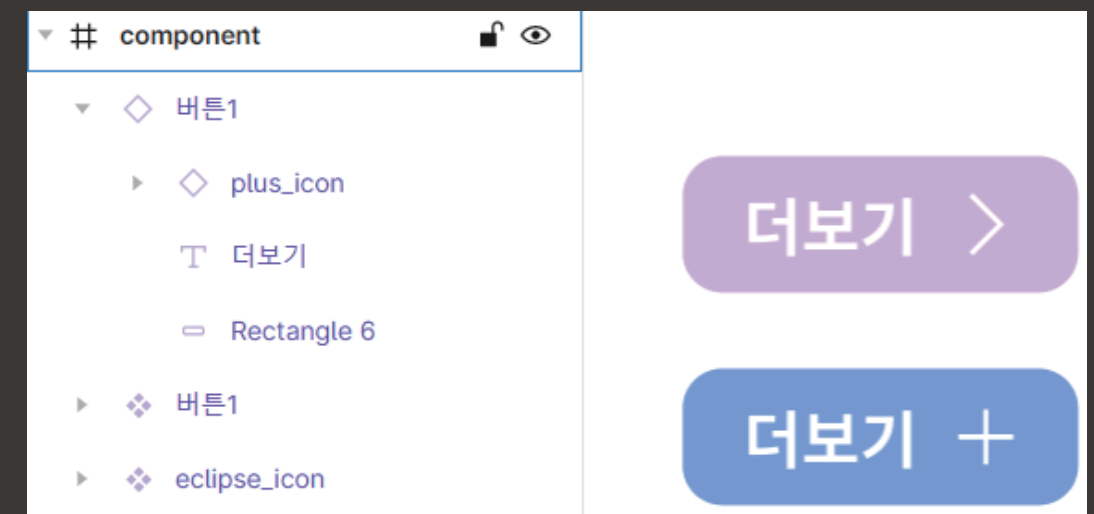 component
버튼1
plus_icon
더보기
Rectangle 6
버튼1
eclipse_icon
더보기
더보기